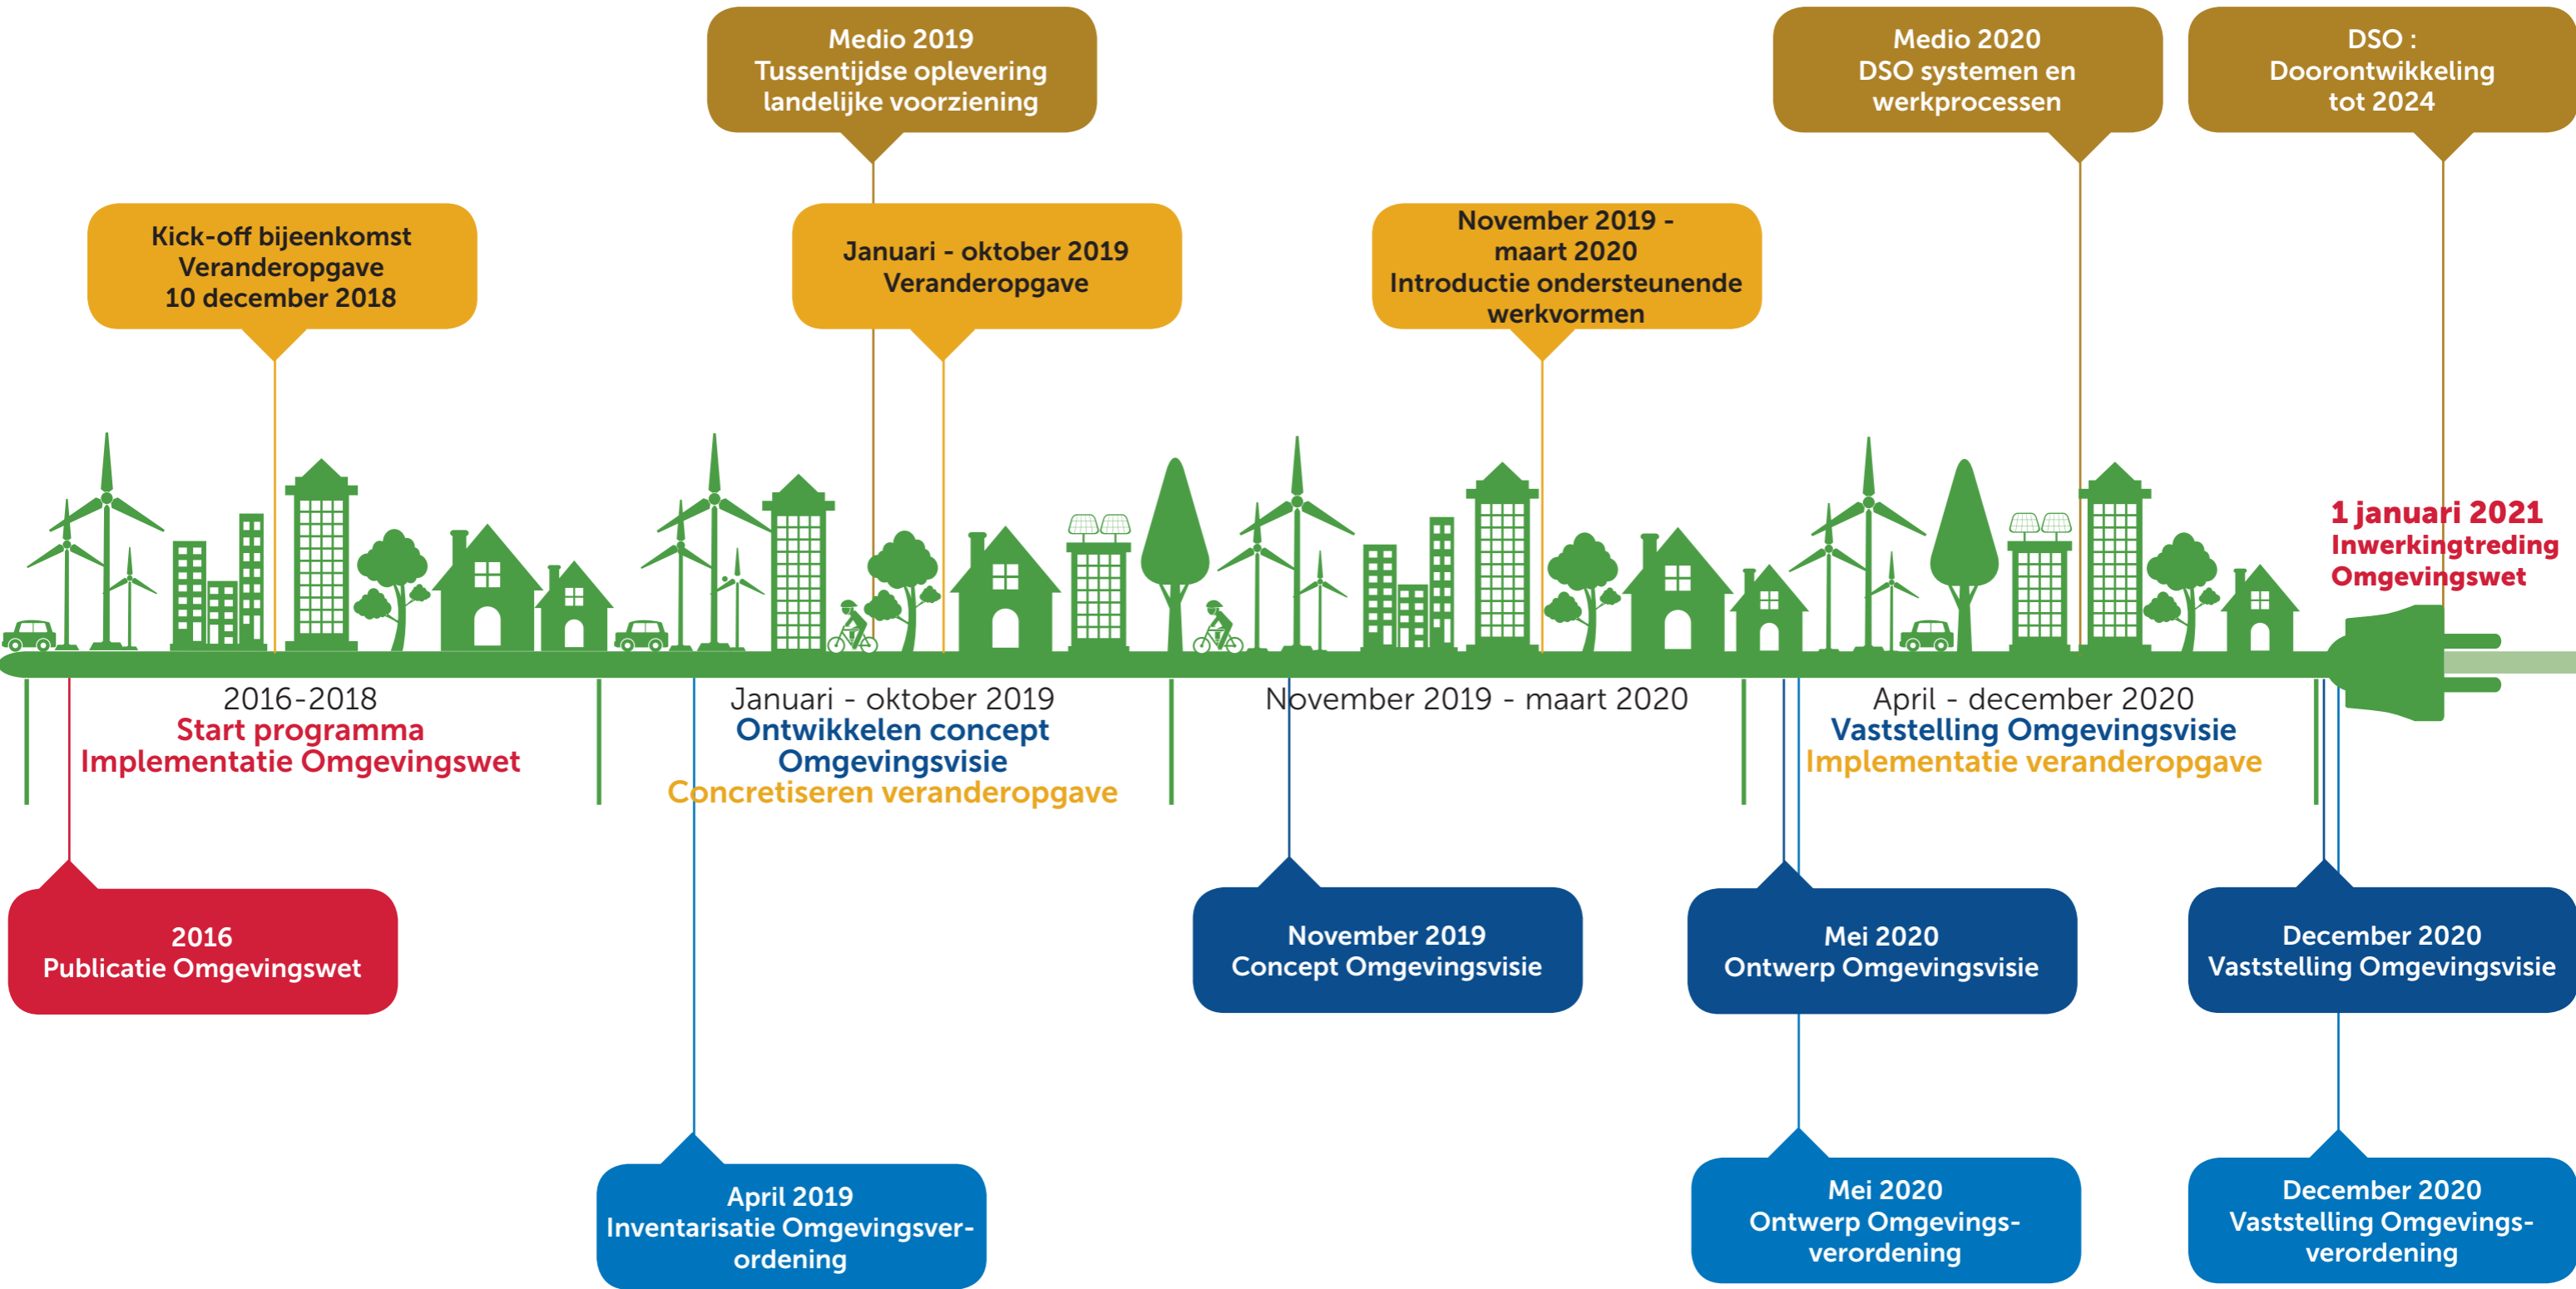 Medio 2019
Tussentijdse oplevering
landelijke voorziening
Medio 2020
DSO systemen en
werkprocessen
DSO :
Doorontwikkeling
tot 2024
Kick-off bijeenkomst
Veranderopgave
10 december 2018
Januari - oktober 2019
Veranderopgave
November 2019 -
maart 2020
Introductie ondersteunende
werkvormen
1 januari 2021
Inwerkingtreding
Omgevingswet
2016-2018
Start programma
Implementatie Omgevingswet
Januari - oktober 2019
Ontwikkelen concept
Omgevingsvisie
Concretiseren veranderopgave
November 2019 - maart 2020
April - december 2020
Vaststelling Omgevingsvisie
Implementatie veranderopgave
2016
Publicatie Omgevingswet
November 2019
Concept Omgevingsvisie
Mei 2020
Ontwerp Omgevingsvisie
December 2020
Vaststelling Omgevingsvisie
April 2019
Inventarisatie Omgevingsver-
ordening
Mei 2020
Ontwerp Omgevings-
verordening
December 2020
Vaststelling Omgevings-
verordening